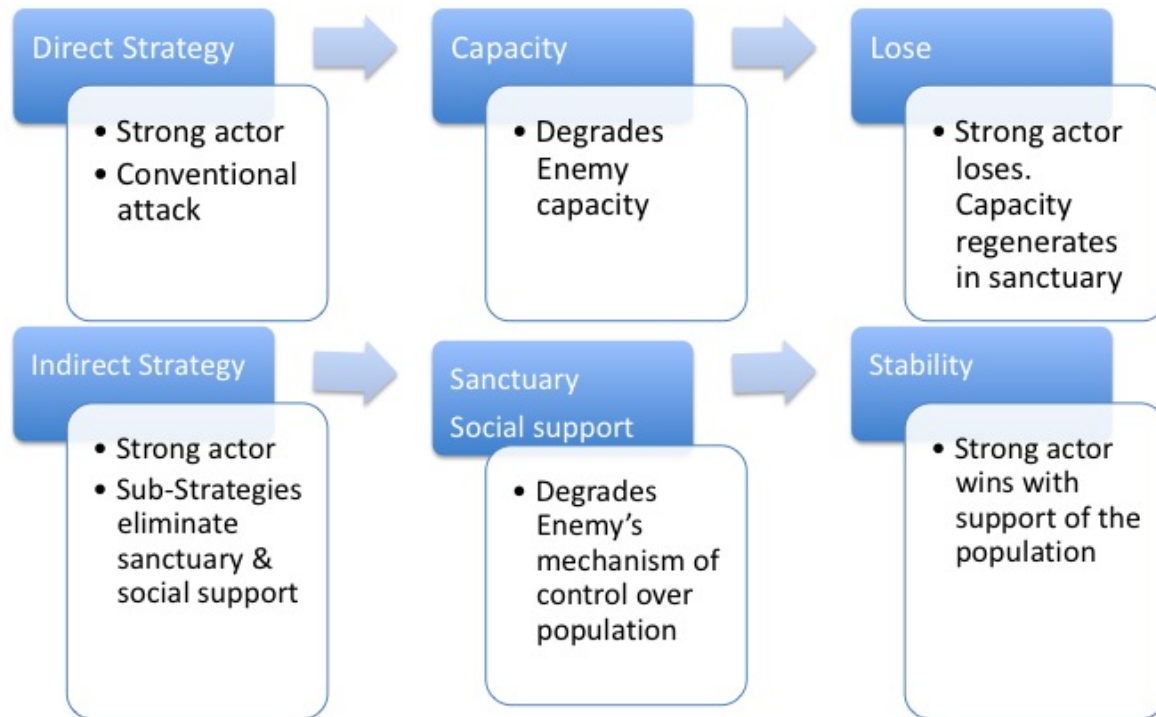 Direct Strategy
• Strong actor
• Conventional
attack
Capacity
• Degrades
Enemy
capacity
Lose
• Strong actor
loses.
Capacity
regenerates
in sanctuary
Indirect Strategy
• Strong actor
• Sub-Strategies
eliminate
sanctuary &
social support
Sanctuary
Social support
• Degrades
Enemy’s
mechanism of
control over
population
Stability
• Strong actor
wins with
support of the
population